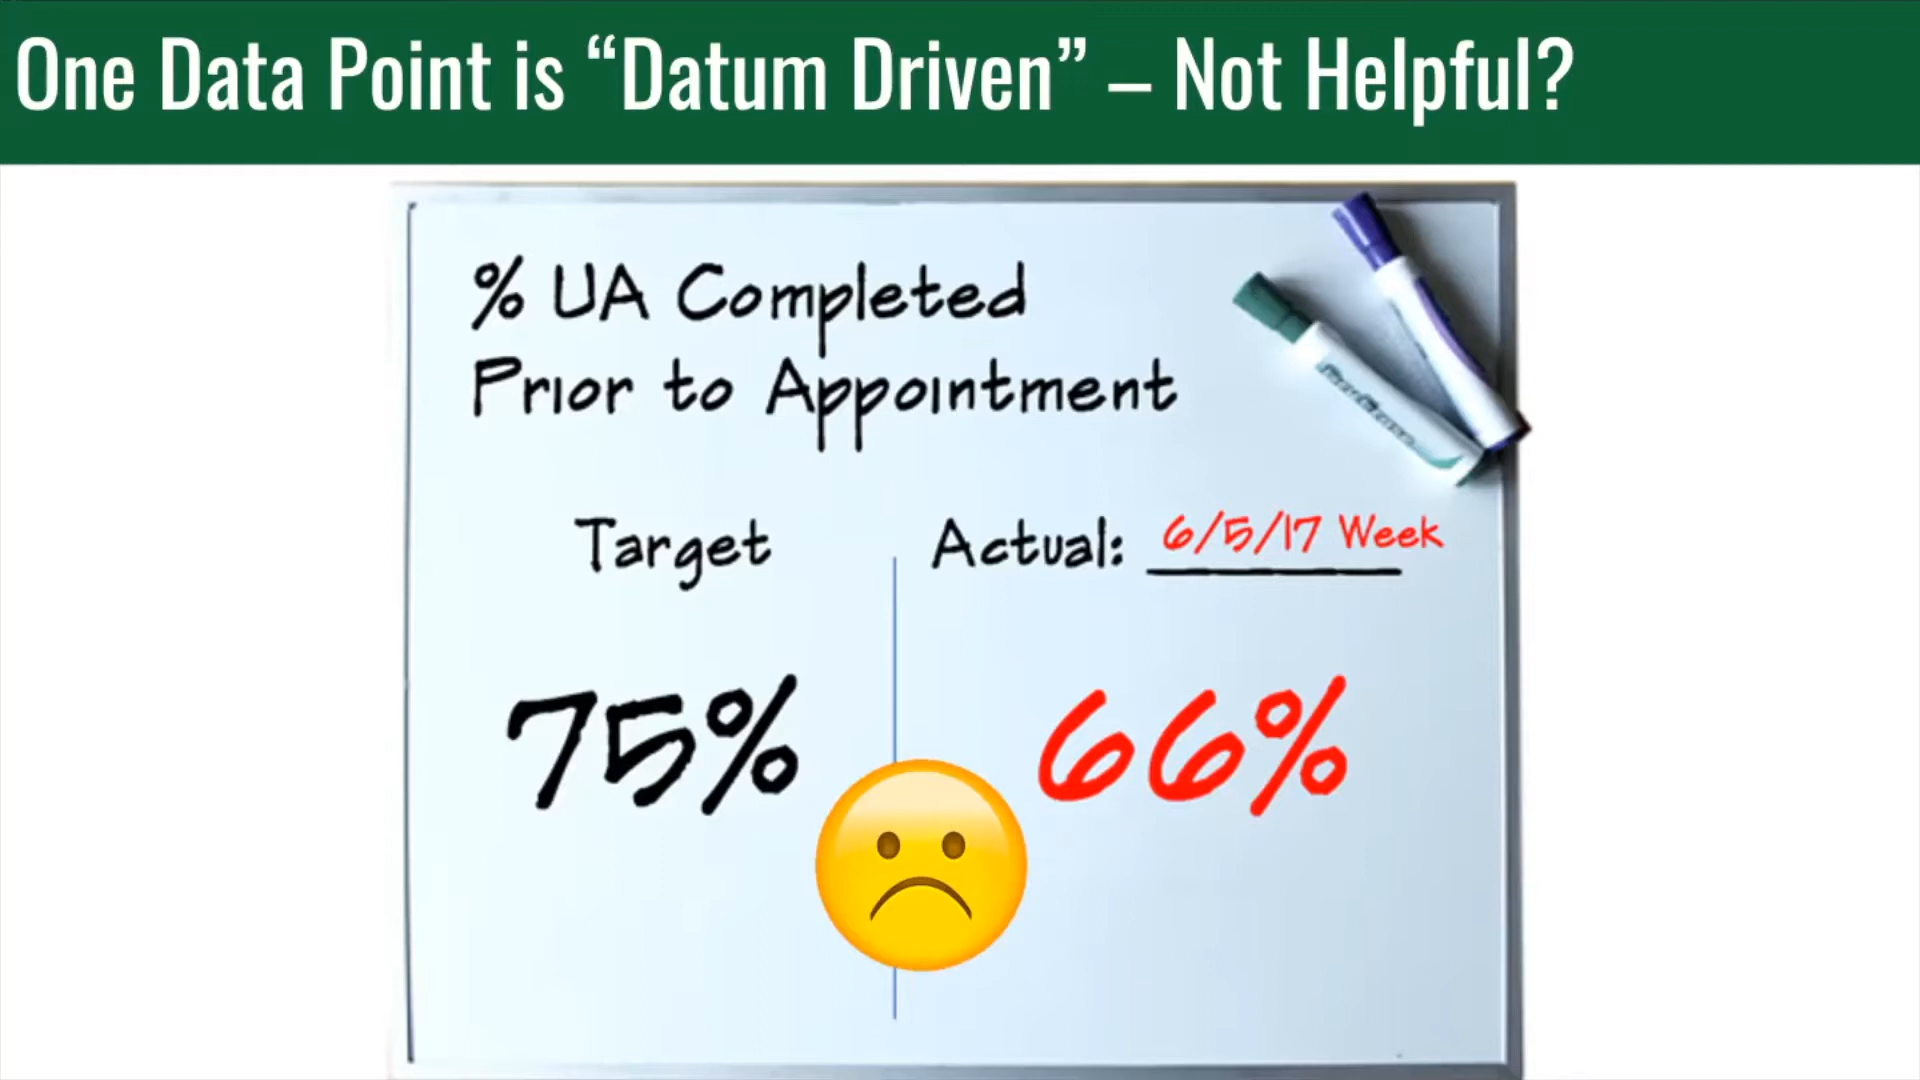 One Data Point is “Datum Driven” – Not Helpful?
% UA Completed
Prior to Appointment
Target
Actual: 6/5/17 Week
75%
66%